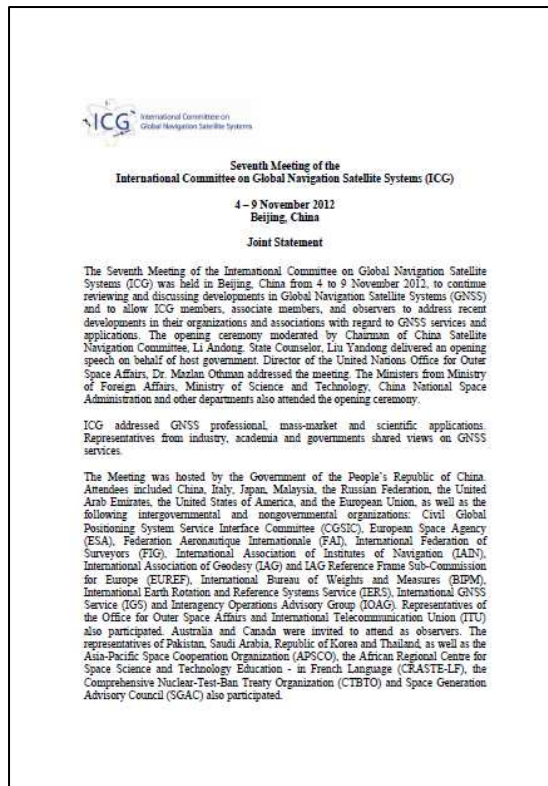 ICG International Committee on
Global Navigation Satellite Systems
Seventh Meeting of the
International Committee on Global Navigation Satellite Systems (ICG)
4 – 9 November 2012
Beijing, China
Joint Statement
The Seventh Meeting of the International Committee on Global Navigation Satellite
Systems (ICG) was held in Beijing, China from 4 to 9 November 2012, to continue
reviewing and discussing developments in Global Navigation Satellite Systems (GNSS)
and to allow ICG members, associate members, and observers to address recent
developments in their organizations and associations with regard to GNSS services and
applications. The opening ceremony moderated by Chairman of China Satellite
Navigation Committee, Li Andong, State Counselor, Liu Yandong delivered an opening
speech on behalf of host government. Director of the United Nations Office for Outer
Space Affairs, Dr. Mazlan Othman addressed the meeting. The Ministers from Ministry
of Foreign Affairs, Ministry of Science and Technology, China National Space
Administration and other departments also attended the opening ceremony.
ICG addressed GNSS professional, mass-market and scientific applications.
Representatives from industry, academia and governments shared views on GNSS
services.
The Meeting was hosted by the Government of the People's Republic of China.
Attendees included China, Italy, Japan, Malaysia, the Russian Federation, the United
Arab Emirates, the United States of America, and the European Union, as well as the
following intergovernmental and nongovernmental organizations: Civil Global
Positioning System Service Interface Committee (CGSIC), European Space Agency
(ESA), Federation Aeronautique Internationale (FAI), International Federation of
Surveyors (FIG), International Association of Institutes of Navigation (IAIN),
International Association of Geodesy (IAG) and IAG Reference Frame Sub-Commission
for Europe (EUREF), International Bureau of Weights and Measures (BIPM),
International Earth Rotation and Reference Systems Service (IERS), International GNSS
Service (IGS) and Interagency Operations Advisory Group (IOAG). Representatives of
the Office for Outer Space Affairs and International Telecommunication Union (ITU)
also participated. Australia and Canada were invited to attend as observers. The
representatives of Pakistan, Saudi Arabia, Republic of Korea and Thailand, as well as the
Asia-Pacific Space Cooperation Organization (APSCO), the African Regional Centre for
Space Science and Technology Education - in French Language (CRASTE-LF), the
Comprehensive Nuclear-Test-Ban Treaty Organization (CTBTO) and Space Generation
Advisory Council (SGAC) also participated.